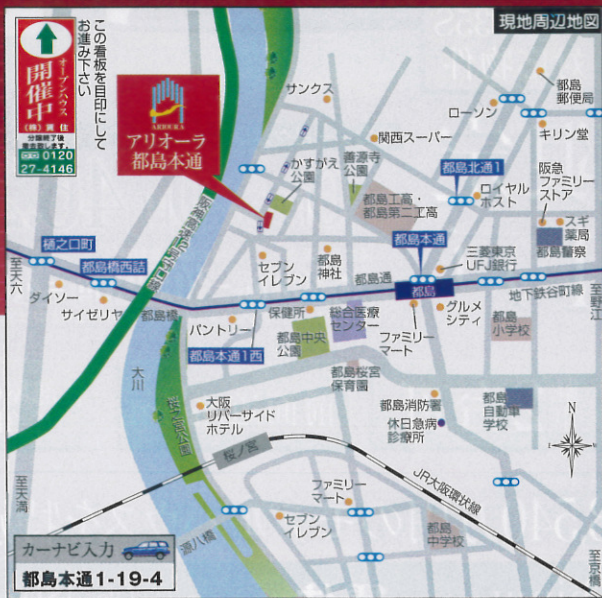 現地周辺地図
この看板を目印にして
お進み下さい
オープンハウス
開催中
0120
27-4146
ARIOURA
アリオーラ
都島本通
サンクス
関西スーパー
ローソン
都島
郵便局
キリン堂
かすがえ
公園
善源寺
公園
都島工高・
都島第二工高
都島北通1
ロイヤル
ホスト
阪急
ファミリー
ストア
スギ
薬局
都島警察
樋之口町
都島橋西詰
至天六
ダイソー
サイゼリヤ
都島橋
セブン
イレブン
都島
神社
都島通
都島本通
三菱東京
UFJ銀行
都島
地下鉄谷町線
至野江
パントリー
都島本通1西
保健所
総合医療
センター
都島中央
公園
ファミリー
マート
グルメ
シティ
都島
小学校
都島桜宮
保育園
大川
桜之宮公園
大阪
リバーサイド
ホテル
都島消防署
休日急病
診療所
都島
自動車
学校
N
桜ノ宮
JR大阪環状線
至天満
源八橋
セブン
イレブン
ファミリー
マート
都島
中学校
至京橋
カーナビ入力
都島本通1-19-4